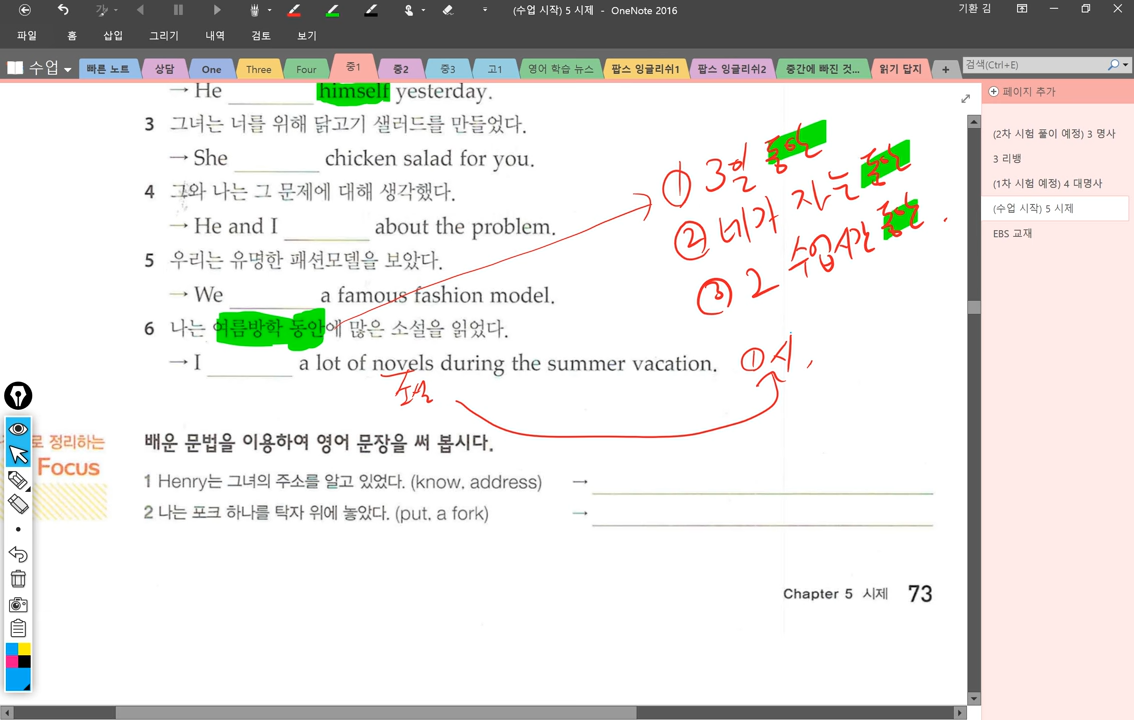 (수업 시작) 5 시제 - OneNote 2016
기환 김
파일 홈 삽입 그리기 내역 검토 보기
수업 빠른 노트 상담 One Three Four 중1 중2 중3 고1 영어 학습 뉴스 팝스 잉글리쉬1 팝스 잉글리쉬2 중간에 빠진 것... 읽기 답지 + 검색(Ctrl+E)
페이지 추가
(2차 시험 풀이 예정) 3 명사
3 리뱅
(1차 시험 예정) 4 대명사
(수업 시작) 5 시제
EBS 교재
→ He ________ himself yesterday.
3 그녀는 너를 위해 닭고기 샐러드를 만들었다.
→ She ________ chicken salad for you.
4 그와 나는 그 문제에 대해 생각했다.
→ He and I ________ about the problem.
5 우리는 유명한 패션모델을 보았다.
→ We ________ a famous fashion model.
6 나는 여름방학 동안에 많은 소설을 읽었다.
→ I ________ a lot of novels during the summer vacation.
① 3일 동안
② 네가 자는 동안
③ 2 수업시간 동안.
소설
① 시,
로 정리하는
Focus
배운 문법을 이용하여 영어 문장을 써 봅시다.
1 Henry는 그녀의 주소를 알고 있었다. (know, address) →
2 나는 포크 하나를 탁자 위에 놓았다. (put, a fork) →
Chapter 5 시제 73